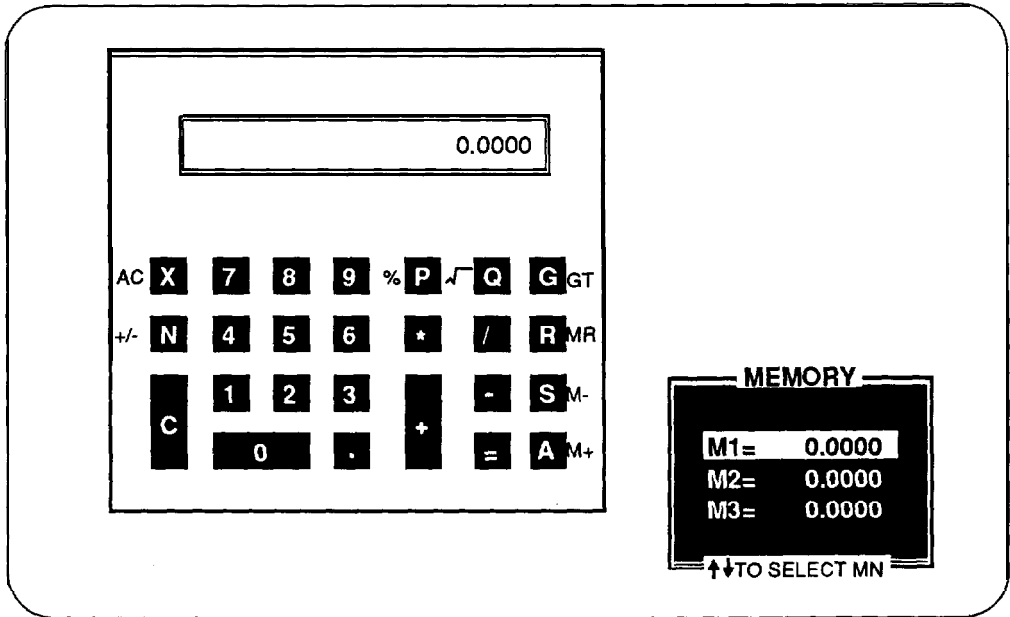 0.0000
AC X 7 8 9 % P √ Q G GT
+/- N 4 5 6 * / R MR
C 1 2 3 + - S M-
0 . = A M+
MEMORY
M1= 0.0000
M2= 0.0000
M3= 0.0000
↑↓TO SELECT MN